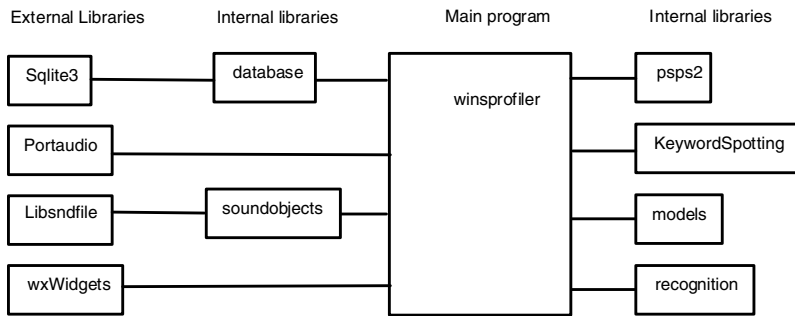 External Libraries Internal libraries Main program Internal libraries
Sqlite3 database winsprofiler psps2
Portaudio KeywordSpotting
Libsndfile soundobjects models
wxWidgets recognition